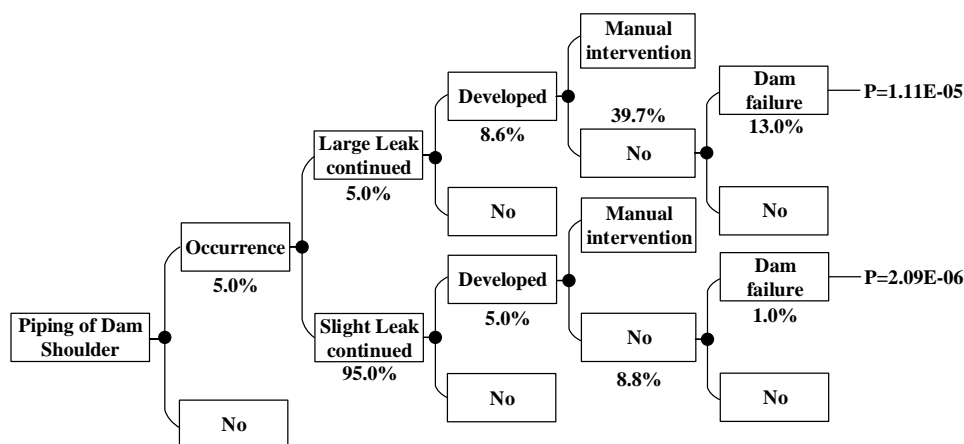 Manual
intervention
Dam
failure
13.0%
P=1.11E-05
Developed
8.6%
39.7%
No
Large Leak
continued
5.0%
No
No
Manual
intervention
Occurrence
5.0%
Developed
5.0%
Dam
failure
1.0%
P=2.09E-06
Piping of Dam
Shoulder
Slight Leak
continued
95.0%
No
8.8%
No
No
No